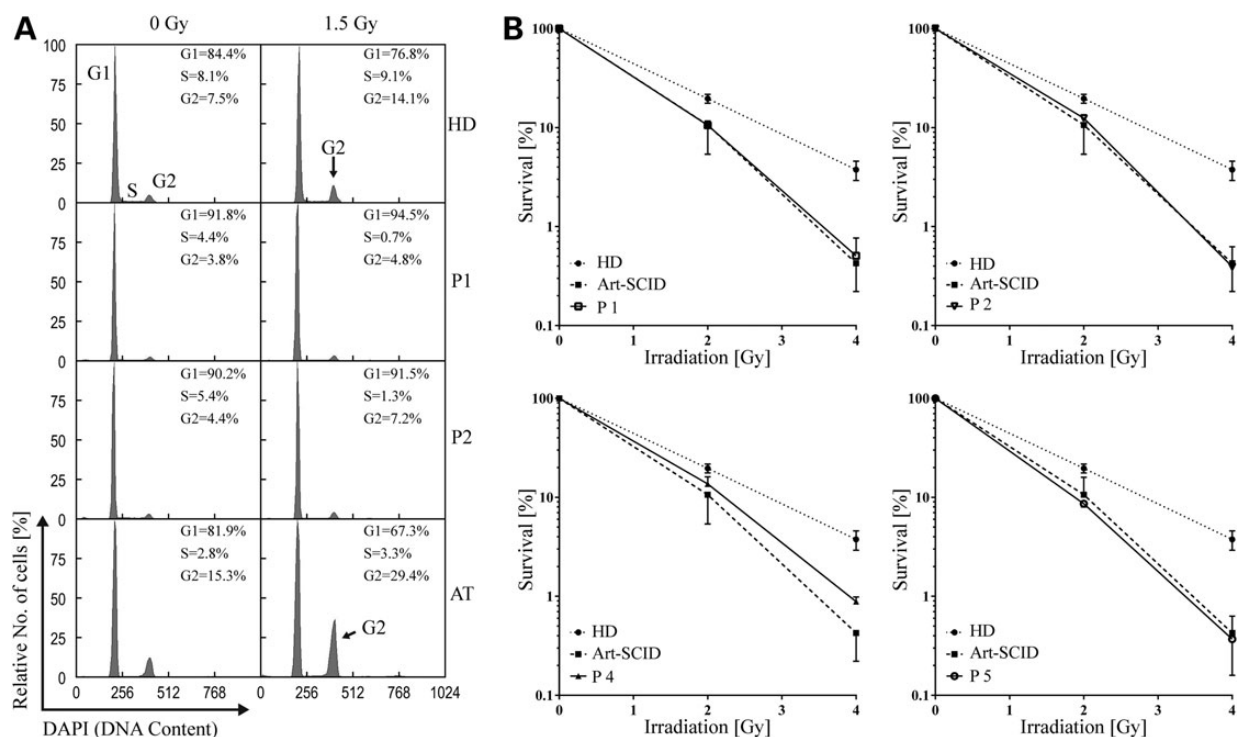 A
0 Gy
1.5 Gy
100
75
50
25
0
G1
S
G2
G1=84.4%
S=8.1%
G2=7.5%
G2
G1=76.8%
S=9.1%
G2=14.1%
HD
75
50
25
0
G1=91.8%
S=4.4%
G2=3.8%
G1=94.5%
S=0.7%
G2=4.8%
P1
75
50
25
0
G1=90.2%
S=5.4%
G2=4.4%
G1=91.5%
S=1.3%
G2=7.2%
P2
75
50
25
0
G1=81.9%
S=2.8%
G2=15.3%
G1=67.3%
S=3.3%
G2=29.4%
G2
AT
0 256 512 768 0 256 512 768 1024
Relative No. of cells [%]
DAPI (DNA Content)
B
Survival [%]
100
10
1
0.1
HD
Art-SCID
P 1
0 1 2 3 4
Irradiation [Gy]
Survival [%]
100
10
1
0.1
HD
Art-SCID
P 2
0 1 2 3 4
Irradiation [Gy]
Survival [%]
100
10
1
0.1
HD
Art-SCID
P 4
0 1 2 3 4
Irradiation [Gy]
Survival [%]
100
10
1
0.1
HD
Art-SCID
P 5
0 1 2 3 4
Irradiation [Gy]